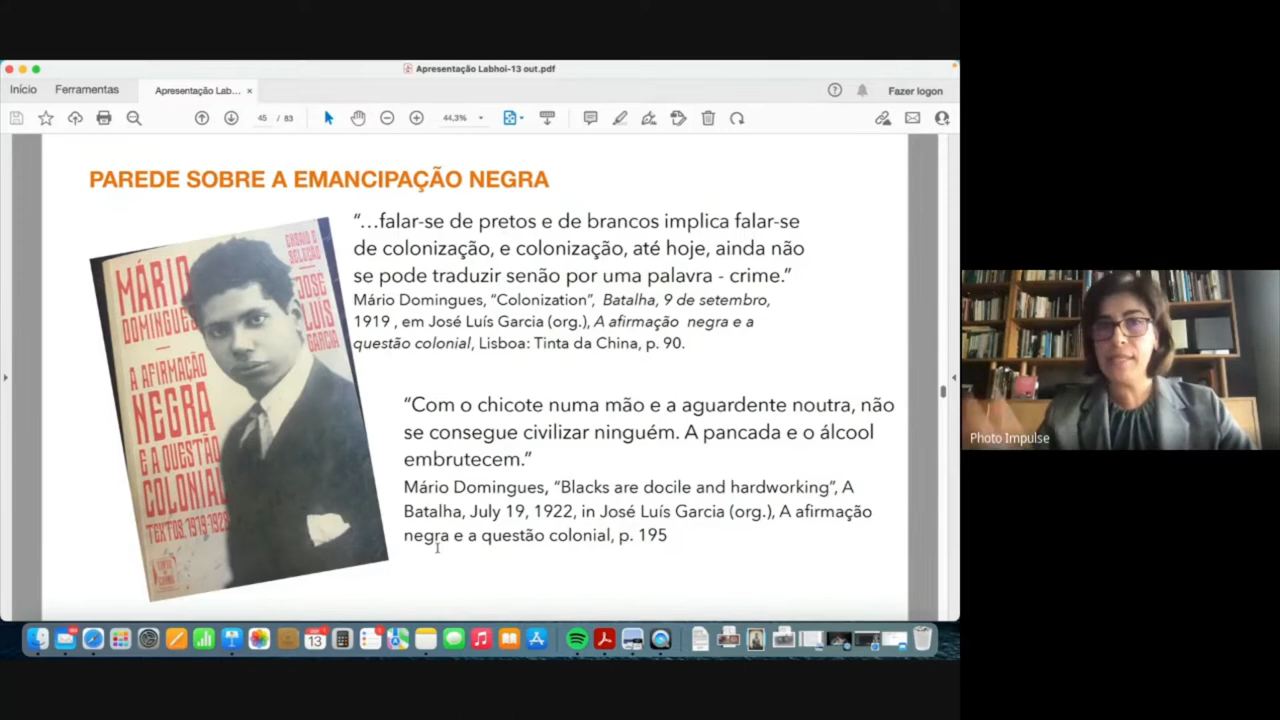 Apresentação Labhoi-13 out.pdf
Início
Ferramentas
Apresentação Lab... ×
Fazer logon
45 / 83
44,3%
PAREDE SOBRE A EMANCIPAÇÃO NEGRA
“…falar-se de pretos e de brancos implica falar-se
de colonização, e colonização, até hoje, ainda não
se pode traduzir senão por uma palavra - crime.”
Mário Domingues, “Colonization”, Batalha, 9 de setembro,
1919 , em José Luís Garcia (org.), A afirmação negra e a
questão colonial, Lisboa: Tinta da China, p. 90.
“Com o chicote numa mão e a aguardente noutra, não
se consegue civilizar ninguém. A pancada e o álcool
embrutecem.”
Mário Domingues, “Blacks are docile and hardworking”, A
Batalha, July 19, 1922, in José Luís Garcia (org.), A afirmação
negra e a questão colonial, p. 195
MÁRIO
DOMINGUES
A AFIRMAÇÃO
NEGRA
E A QUESTÃO
COLONIAL
TEXTOS, 1919-1928
ENSAIO E
SELEÇÃO
JOSÉ
LUÍS
GARCIA
Photo Impulse
13